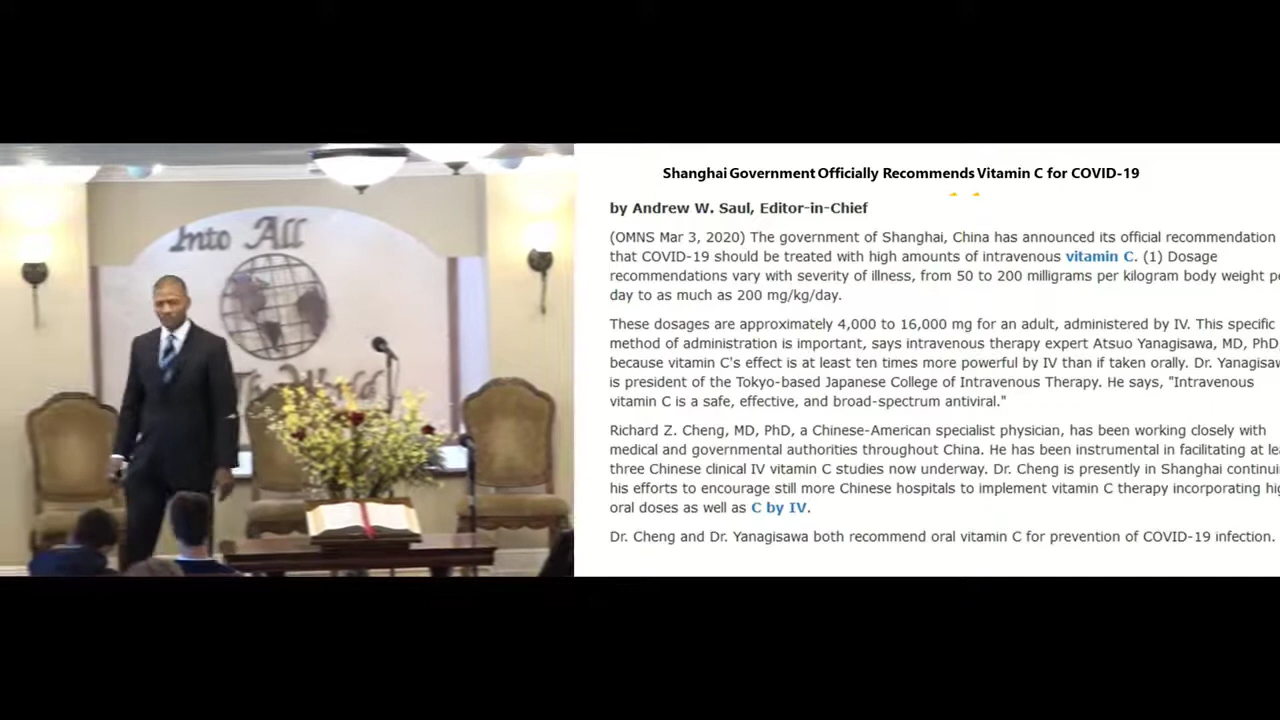 Into All
The World
Shanghai Government Officially Recommends Vitamin C for COVID-19
by Andrew W. Saul, Editor-in-Chief
(OMNS Mar 3, 2020) The government of Shanghai, China has announced its official recommendation
that COVID-19 should be treated with high amounts of intravenous vitamin C. (1) Dosage
recommendations vary with severity of illness, from 50 to 200 milligrams per kilogram body weight
day to as much as 200 mg/kg/day.
These dosages are approximately 4,000 to 16,000 mg for an adult, administered by IV. This specific
method of administration is important, says intravenous therapy expert Atsuo Yanagisawa, MD, PhD,
because vitamin C's effect is at least ten times more powerful by IV than if taken orally. Dr.
is president of the Tokyo-based Japanese College of Intravenous Therapy. He says, "Intravenous
vitamin C is a safe, effective, and broad-spectrum antiviral."
Richard Z. Cheng, MD, PhD, a Chinese-American specialist physician, has been working closely with
medical and governmental authorities throughout China. He has been instrumental in facilitating at
three Chinese clinical IV vitamin C studies now underway. Dr. Cheng is presently in Shanghai
his efforts to encourage still more Chinese hospitals to implement vitamin C therapy incorporating
oral doses as well as C by IV.
Dr. Cheng and Dr. Yanagisawa both recommend oral vitamin C for prevention of COVID-19 infection.